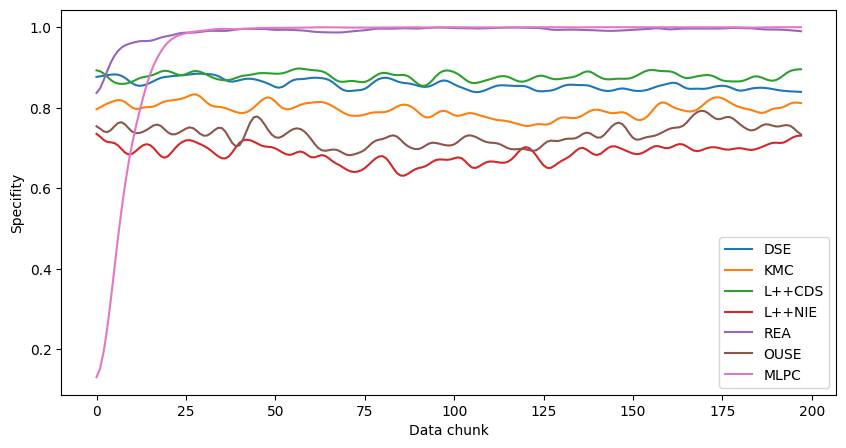 1.0
0.8
0.6
0.4
0.2
Specifity
0
25
50
75
100
125
150
175
200
Data chunk
DSE
KMC
L++CDS
L++NIE
REA
OUSE
MLPC